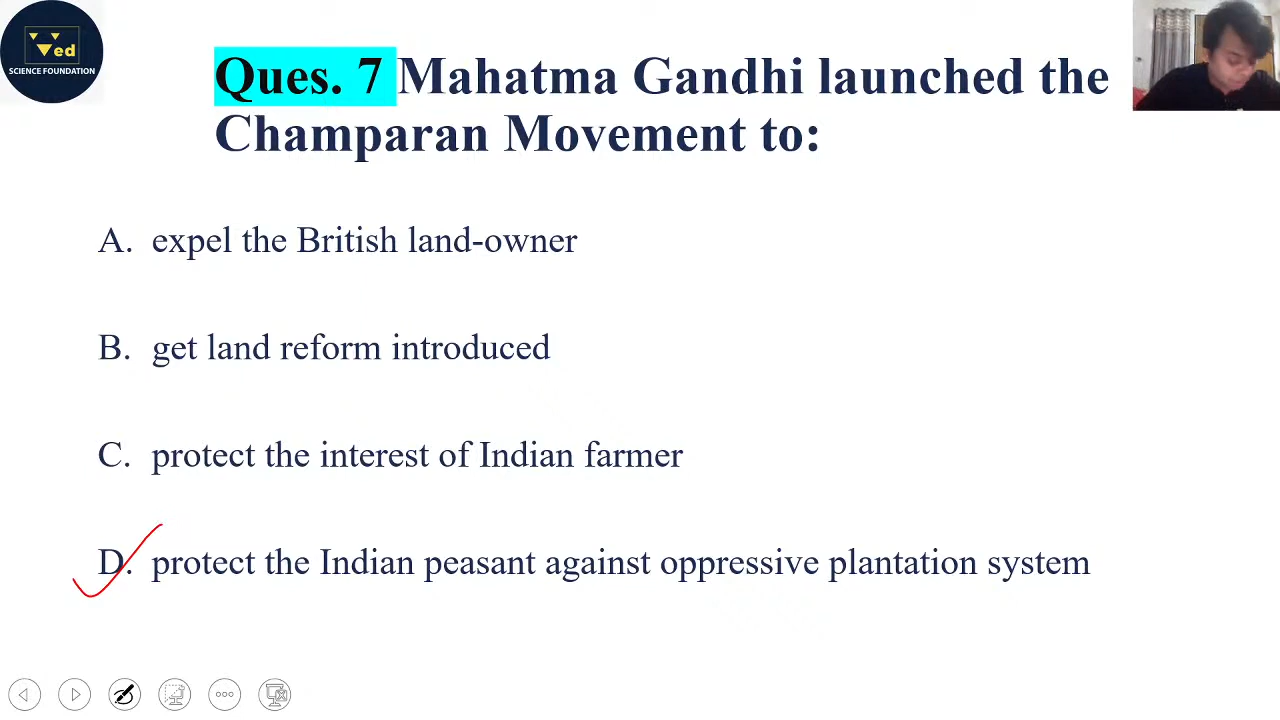 Ved
SCIENCE FOUNDATION
Ques. 7 Mahatma Gandhi launched the
Champaran Movement to:
A. expel the British land-owner
B. get land reform introduced
C. protect the interest of Indian farmer
D. protect the Indian peasant against oppressive plantation system